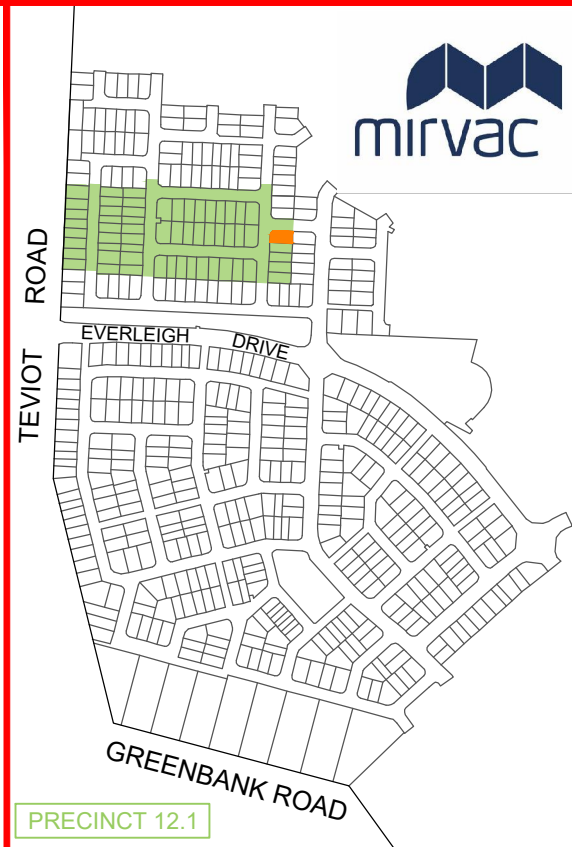 mirvac
TEVIOT ROAD
EVERLEIGH DRIVE
GREENBANK ROAD
PRECINCT 12.1